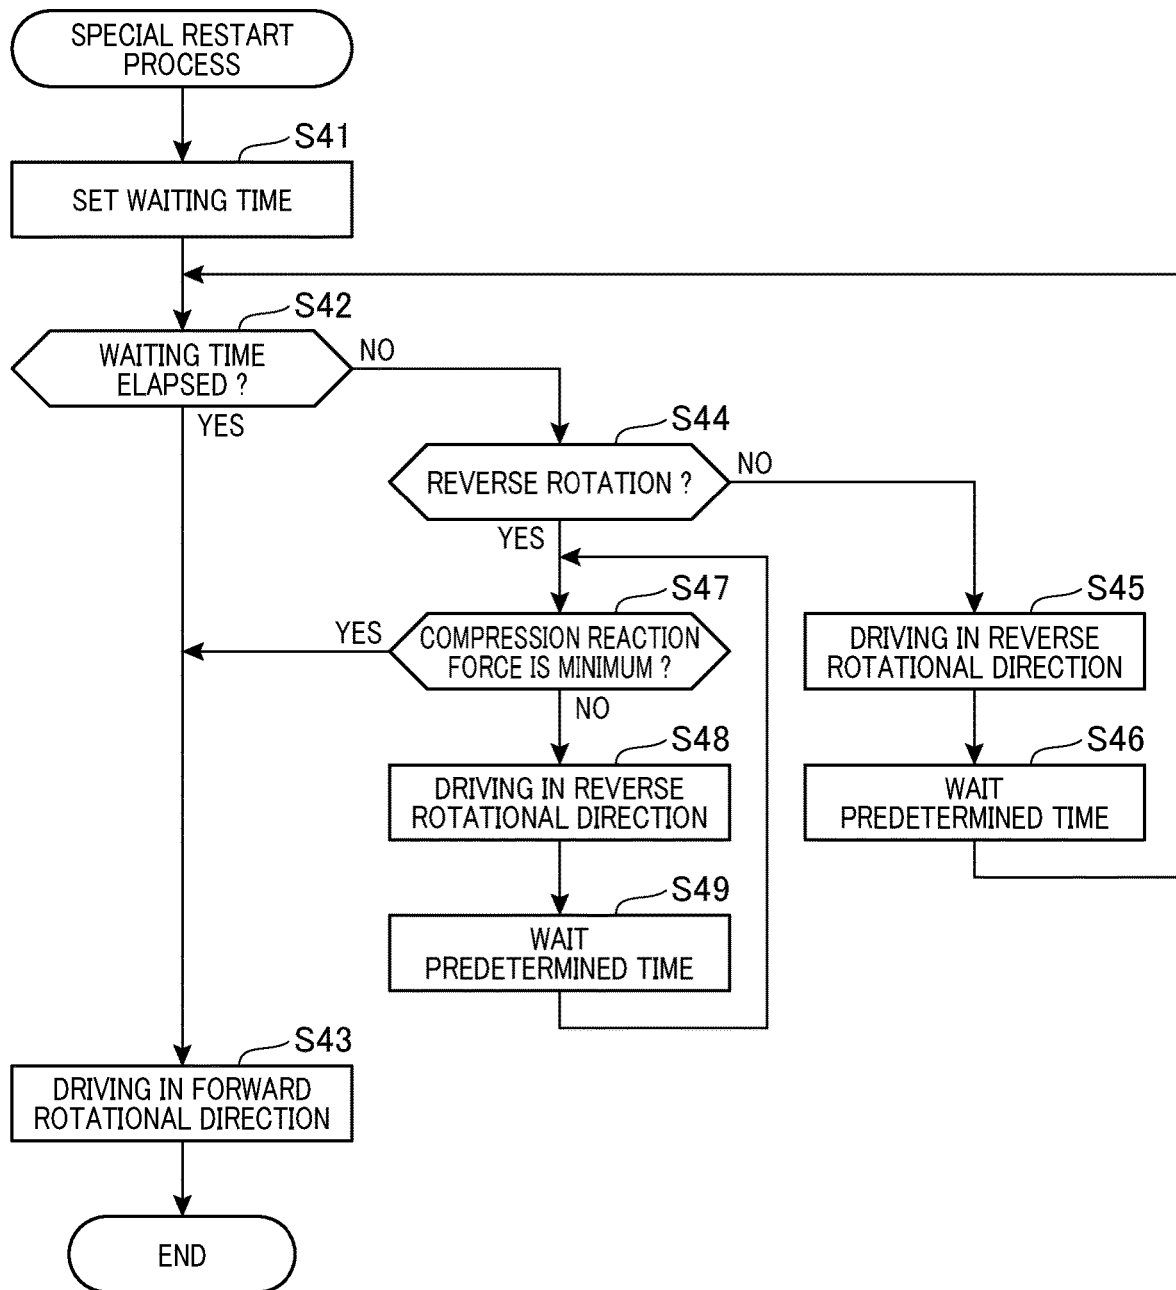 SPECIAL RESTART
PROCESS
S41
SET WAITING TIME
S42
WAITING TIME
ELAPSED ?
NO
YES
S44
REVERSE ROTATION ?
NO
YES
S47
COMPRESSION REACTION
FORCE IS MINIMUM ?
YES
NO
S45
DRIVING IN REVERSE
ROTATIONAL DIRECTION
S48
DRIVING IN REVERSE
ROTATIONAL DIRECTION
S46
WAIT
PREDETERMINED TIME
S49
WAIT
PREDETERMINED TIME
S43
DRIVING IN FORWARD
ROTATIONAL DIRECTION
END